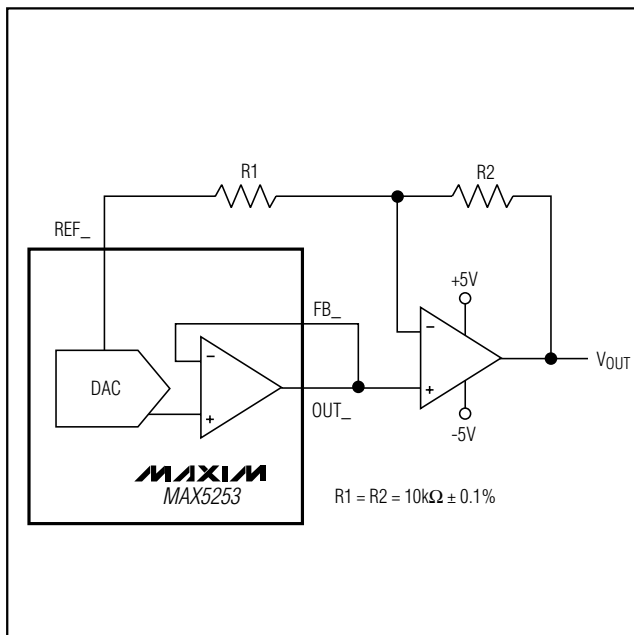 R1
R2
REF_
+5V
FB_
−
−
DAC
+
+
VOUT
OUT_
-5V
MAXIM
MAX5253
R1 = R2 = 10kΩ ± 0.1%